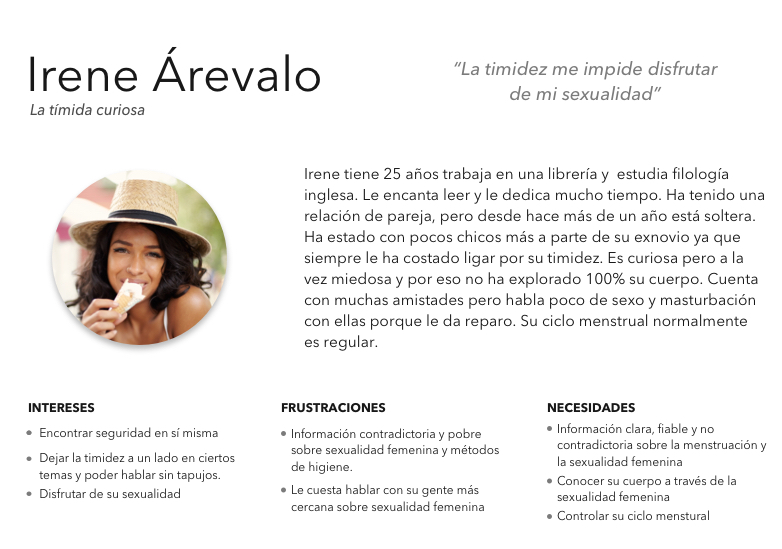 Irene Árevalo
La tímida curiosa
“La timidez me impide disfrutar
de mi sexualidad”
Irene tiene 25 años trabaja en una librería y  estudia filología
inglesa. Le encanta leer y le dedica mucho tiempo. Ha tenido una
relación de pareja, pero desde hace más de un año está soltera.
Ha estado con pocos chicos más a parte de su exnovio ya que
siempre le ha costado ligar por su timidez. Es curiosa pero a la
vez miedosa y por eso no ha explorado 100% su cuerpo. Cuenta
con muchas amistades pero habla poco de sexo y masturbación
con ellas porque le da reparo. Su ciclo menstrual normalmente
es regular.
INTERESES
• Encontrar seguridad en sí misma
• Dejar la timidez a un lado en ciertos
temas y poder hablar sin tapujos.
• Disfrutar de su sexualidad
FRUSTRACIONES
• Información contradictoria y pobre
sobre sexualidad femenina y métodos
de higiene.
• Le cuesta hablar con su gente más
cercana sobre sexualidad femenina
NECESIDADES
• Información clara, fiable y no
contradictoria sobre la menstruación y
la sexualidad femenina
• Conocer su cuerpo a través de la
sexualidad femenina
• Controlar su ciclo menstural